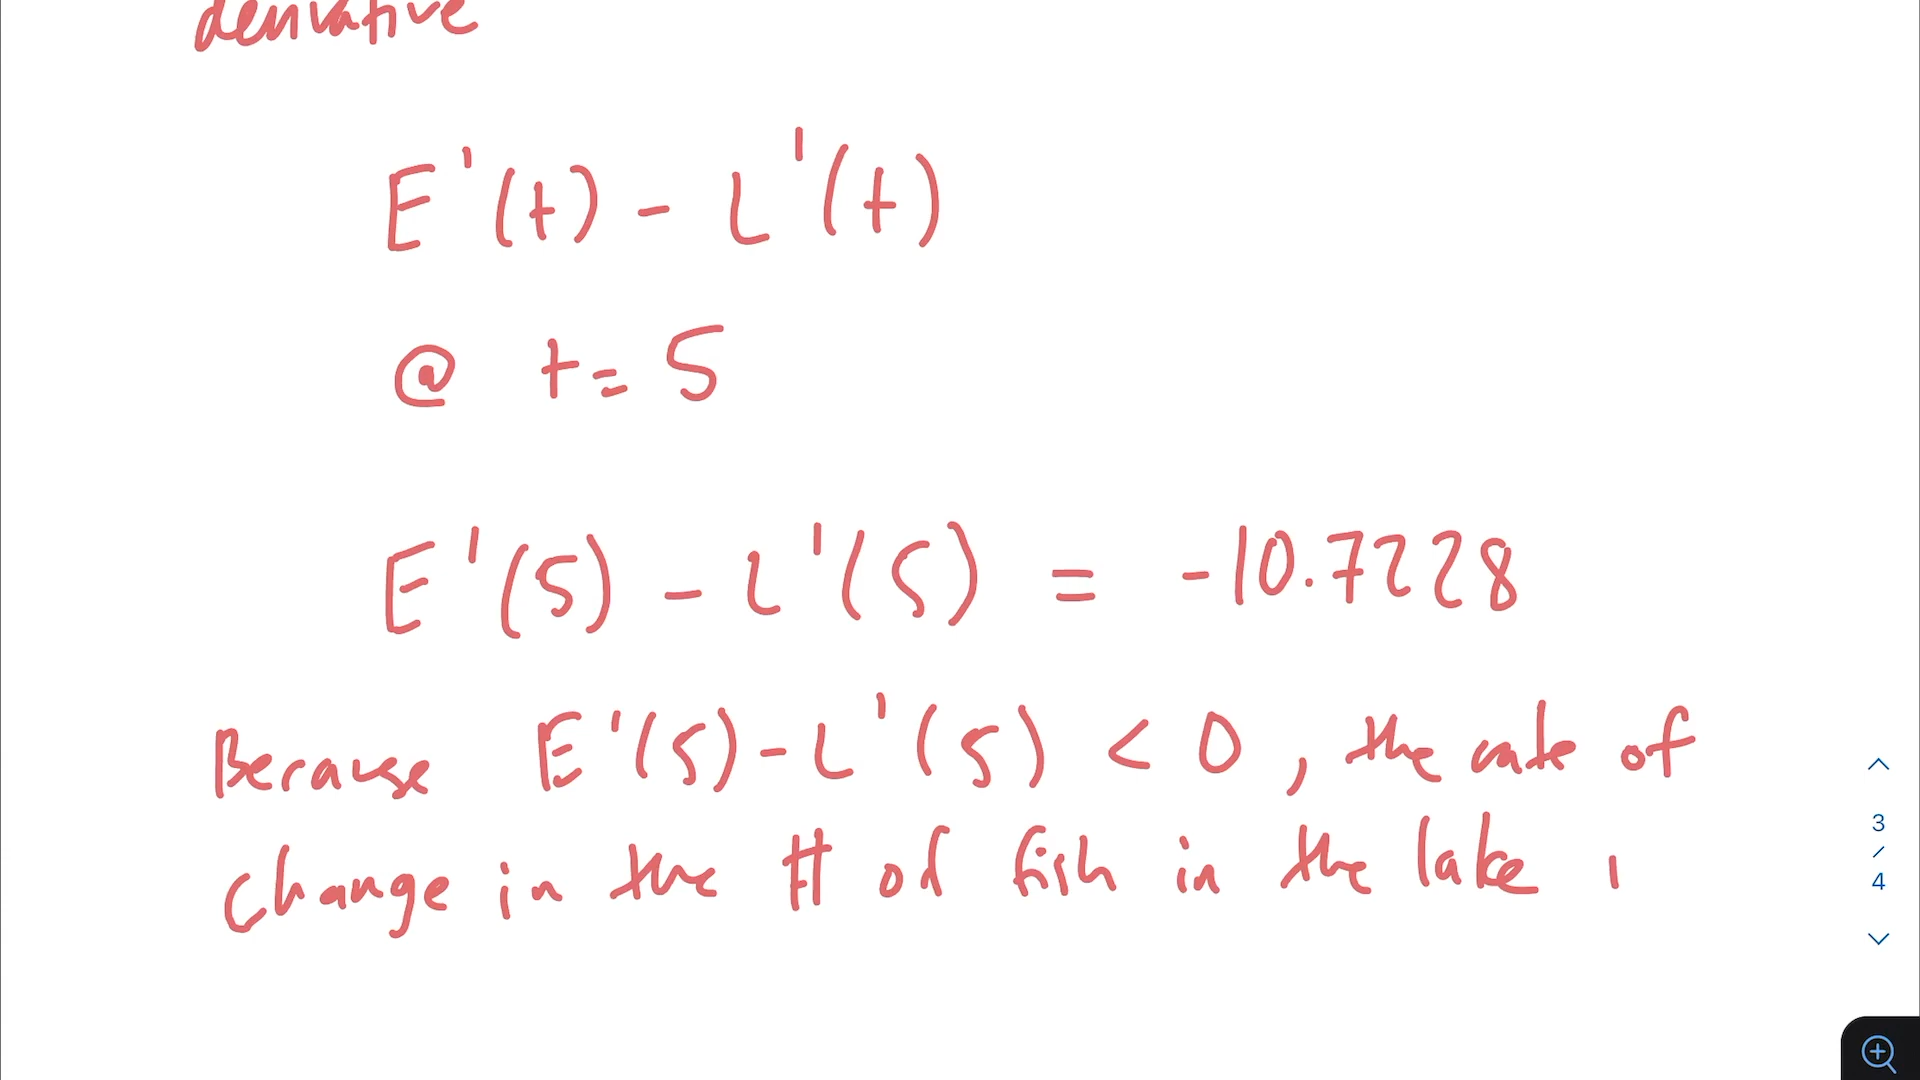 derivative
E'(t) - L'(t)
@ t = 5
E'(5) - L'(5) = -10.7228
Because E'(5) - L'(5) < 0, the rate of
change in the # of fish in the lake ı
3
/
4